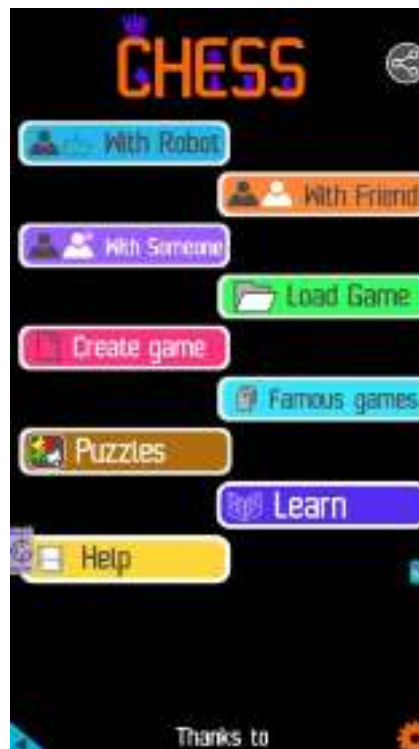 CHESS
With Robot
With Friend
With Someone
Load Game
Create game
Famous games
Puzzles
Learn
Help
Thanks to